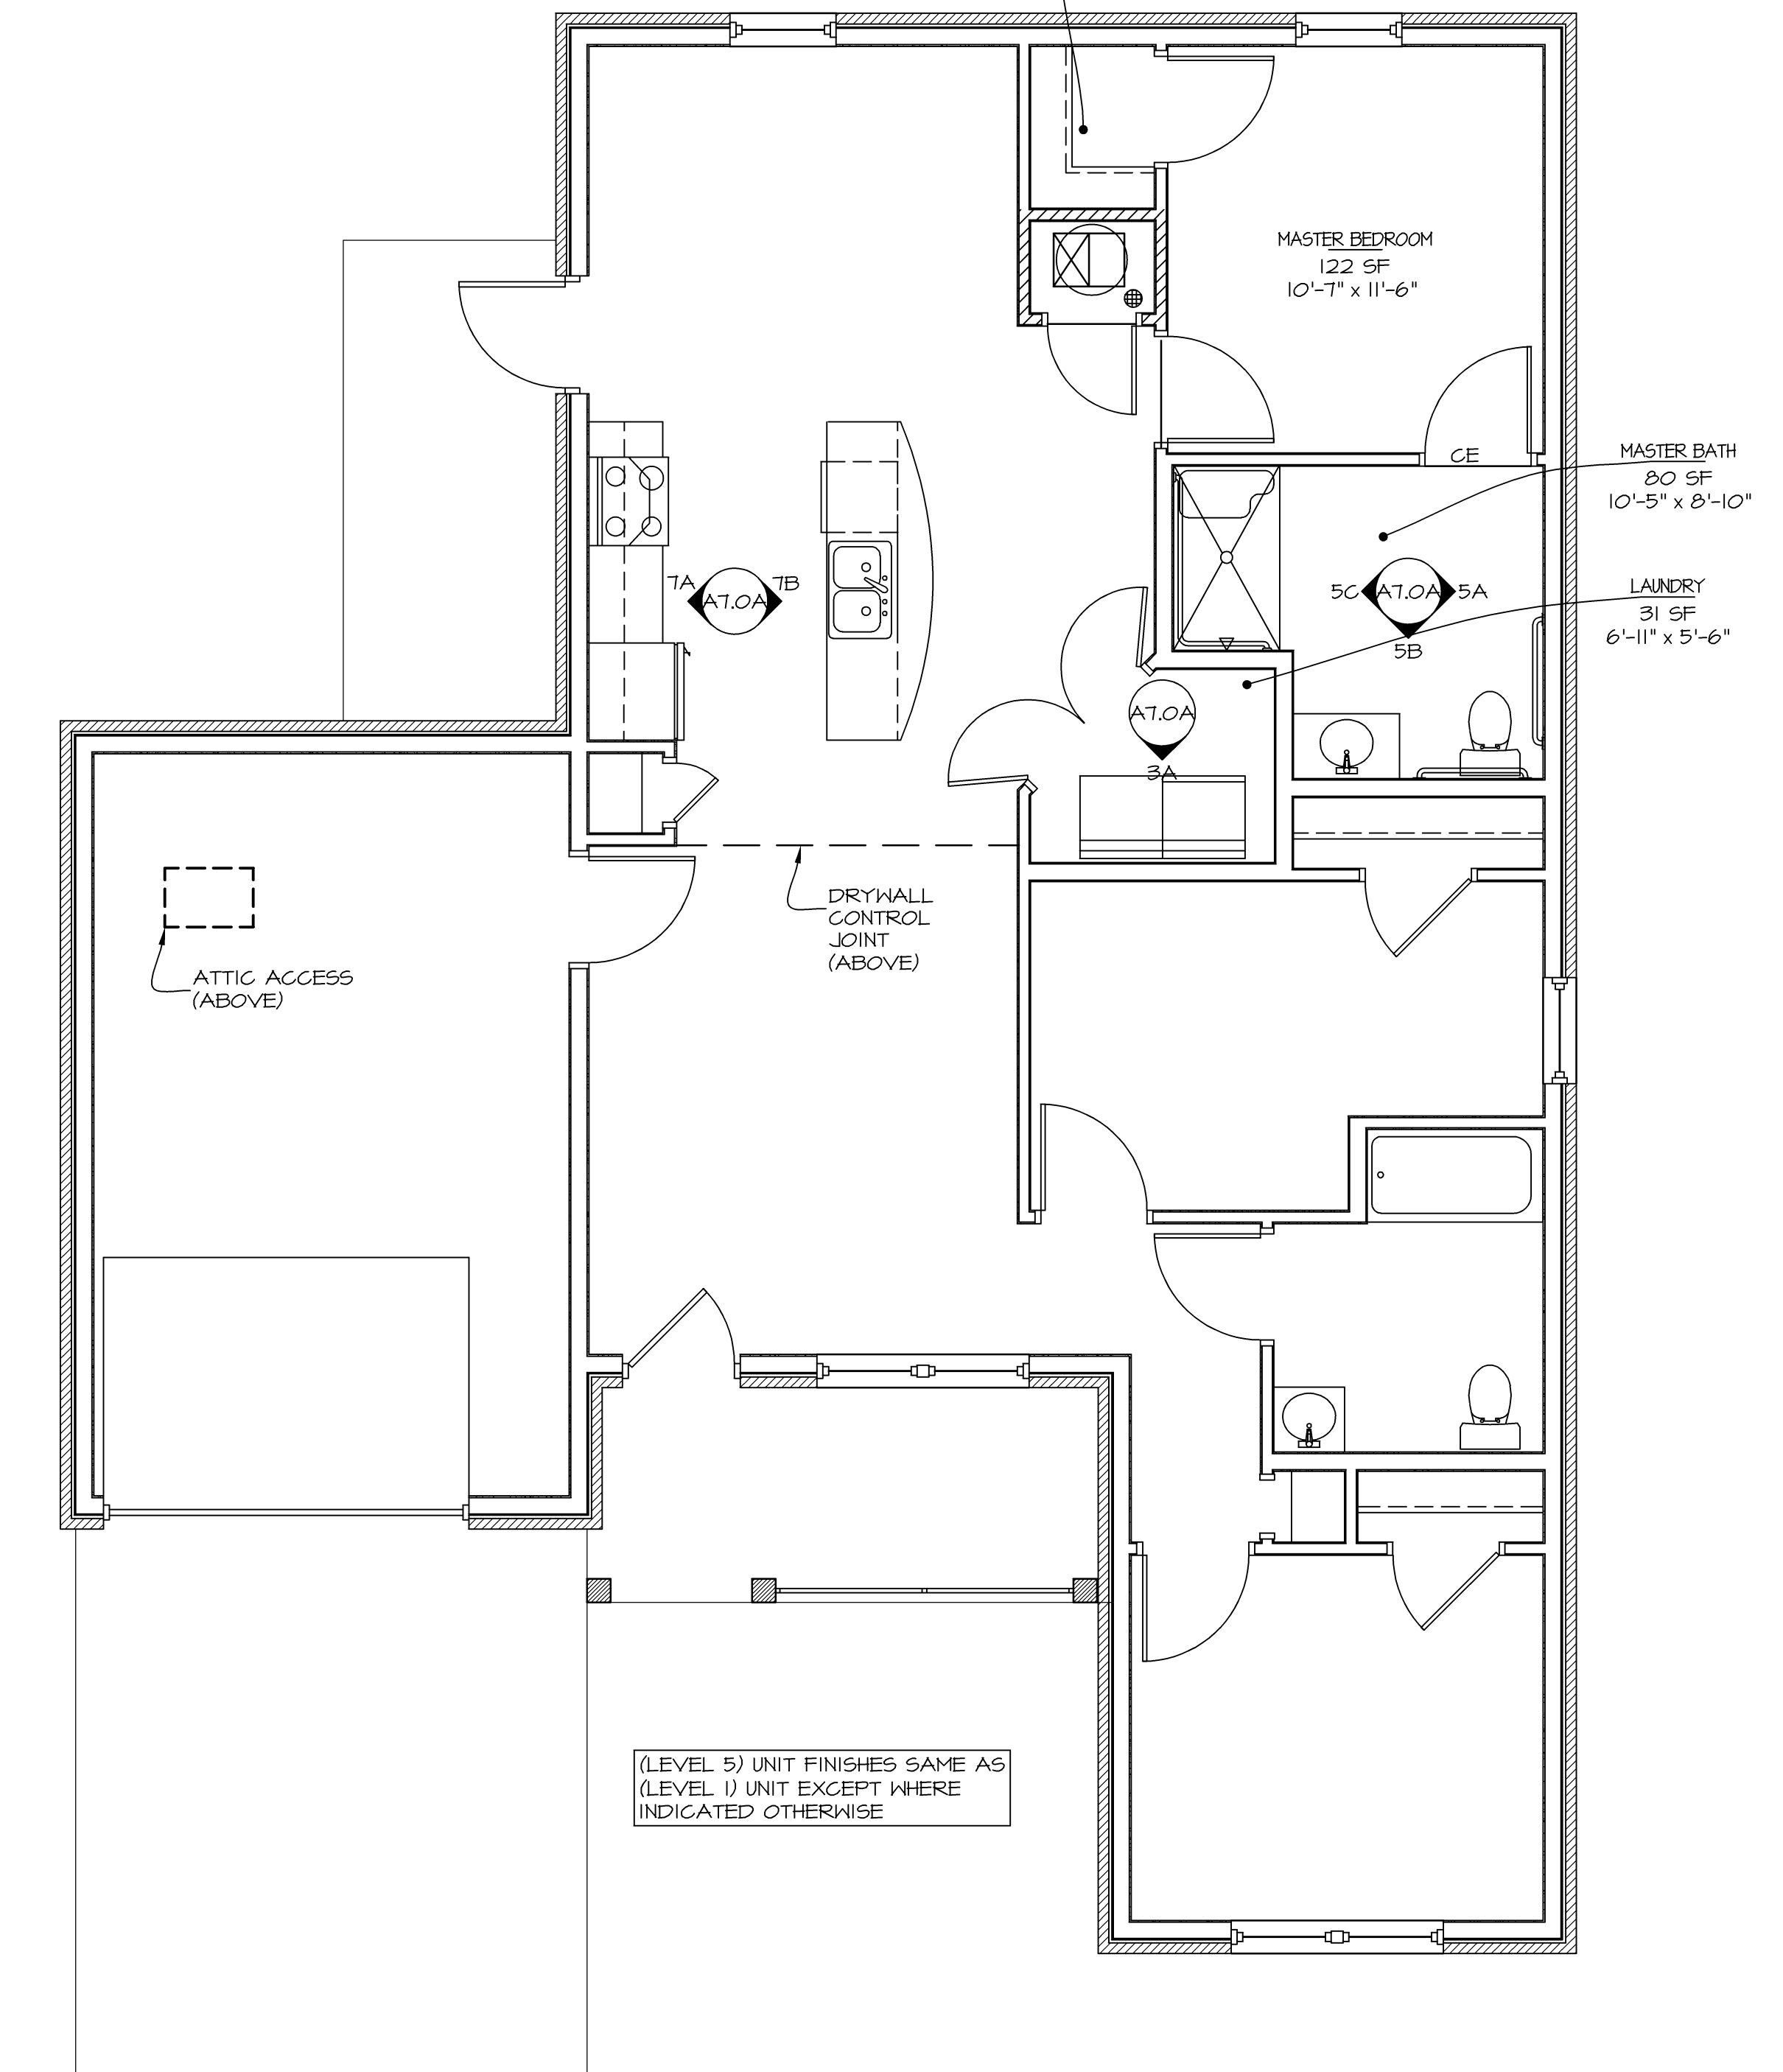 MASTER BEDROOM
122 SF
10'-7" x 11'-6"
CE
MASTER BATH
80 SF
10'-5" x 8'-10"
7A A7.0A 7B
5C A7.0A 5A
5B
LAUNDRY
31 SF
6'-11" x 5'-6"
A7.0A
3A
DRYWALL
CONTROL
JOINT
(ABOVE)
ATTIC ACCESS
(ABOVE)
(LEVEL 5) UNIT FINISHES SAME AS
(LEVEL 1) UNIT EXCEPT WHERE
INDICATED OTHERWISE